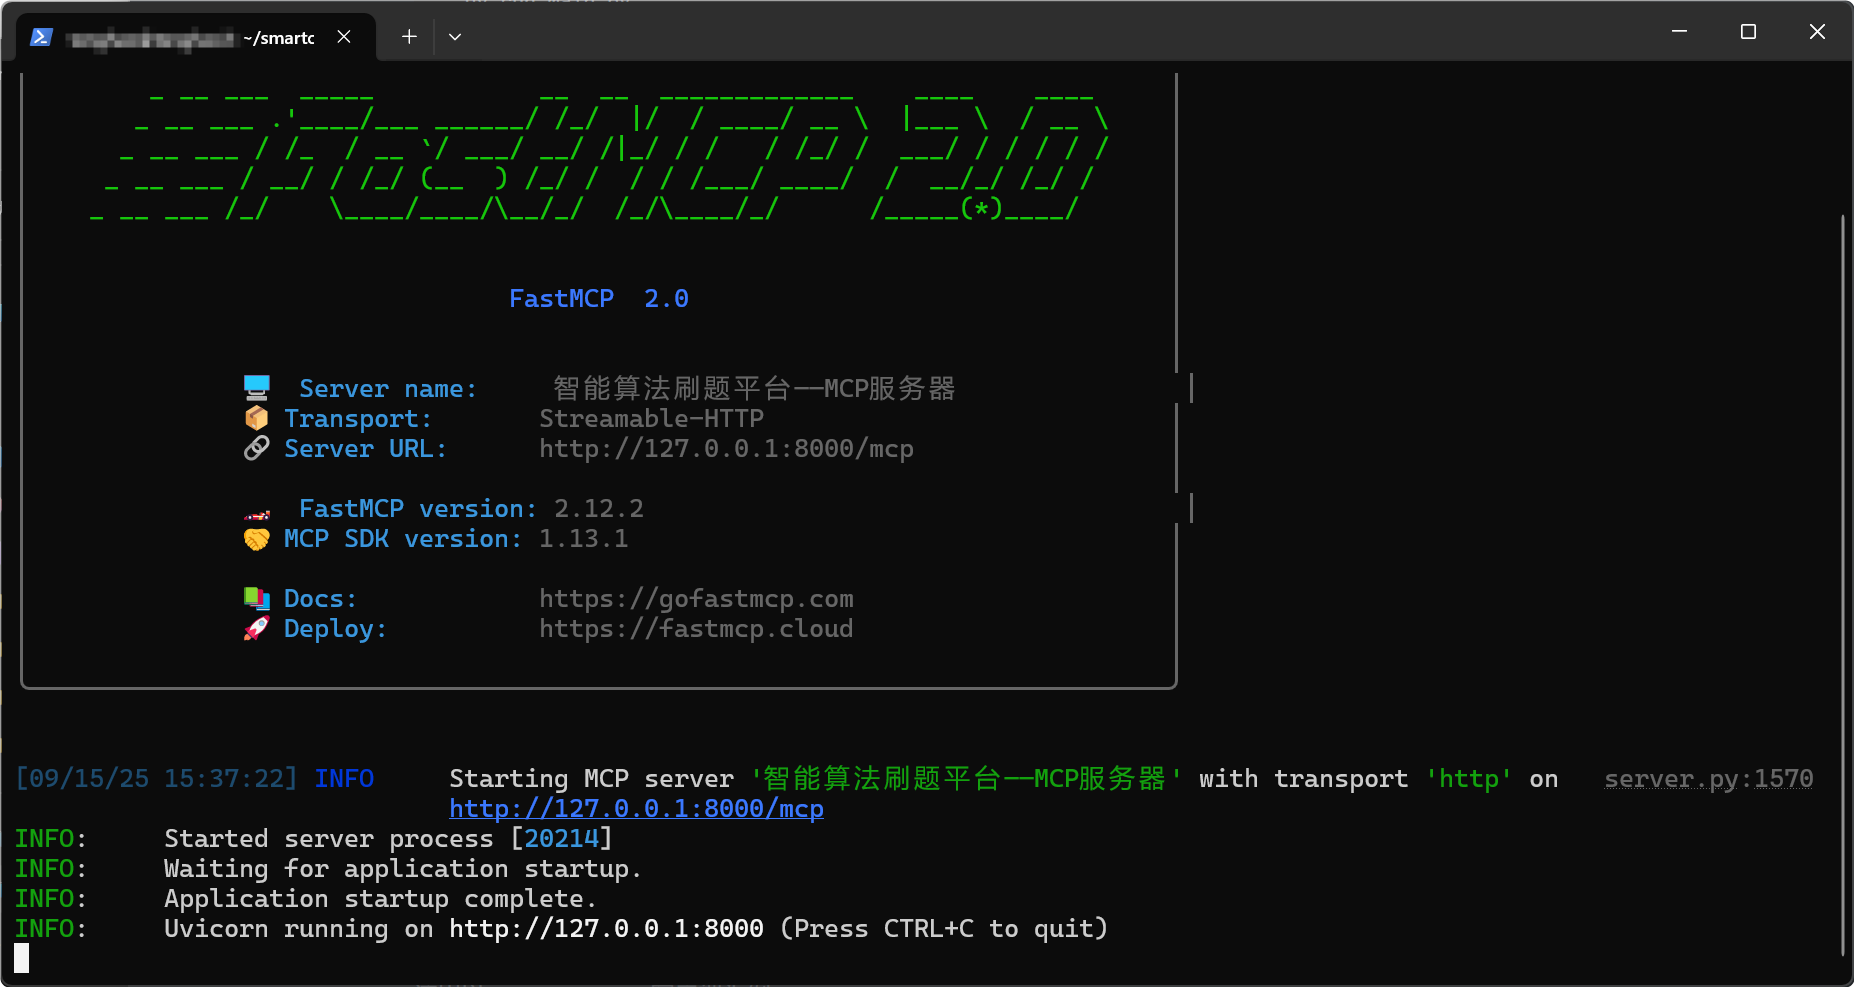 ~/smartc
FastMCP 2.0
FastMCP 2.0
Server name: 智能算法刷题平台——MCP服务器
Transport: Streamable-HTTP
Server URL: http://127.0.0.1:8000/mcp
FastMCP version: 2.12.2
MCP SDK version: 1.13.1
Docs: https://gofastmcp.com
Deploy: https://fastmcp.cloud
[09/15/25 15:37:22] INFO Starting MCP server '智能算法刷题平台——MCP服务器' with transport 'http' on server.py:1570
http://127.0.0.1:8000/mcp
INFO: Started server process [20214]
INFO: Waiting for application startup.
INFO: Application startup complete.
INFO: Uvicorn running on http://127.0.0.1:8000 (Press CTRL+C to quit)